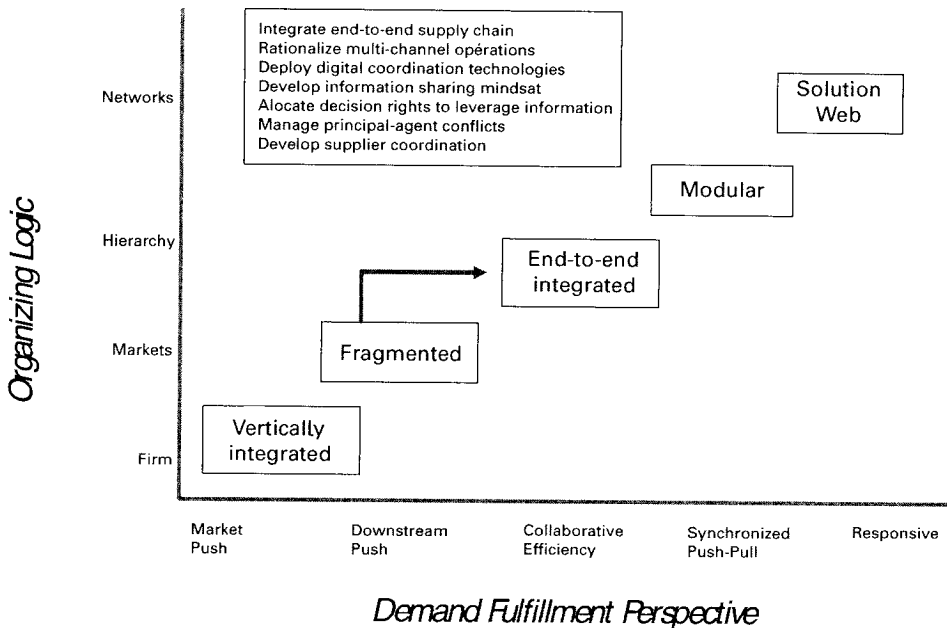 Integrate end-to-end supply chain
Rationalize multi-channel opérations
Deploy digital coordination technologies
Develop information sharing mindsat
Alocate decision rights to leverage information
Manage principal-agent conflicts
Develop supplier coordination
Networks
Solution
Web
Modular
Hierarchy
End-to-end
integrated
Organizing Logic
Markets
Fragmented
Vertically
integrated
Firm
Market
Push
Downstream
Push
Collaborative
Efficiency
Synchronized
Push-Pull
Responsive
Demand Fulfillment Perspective